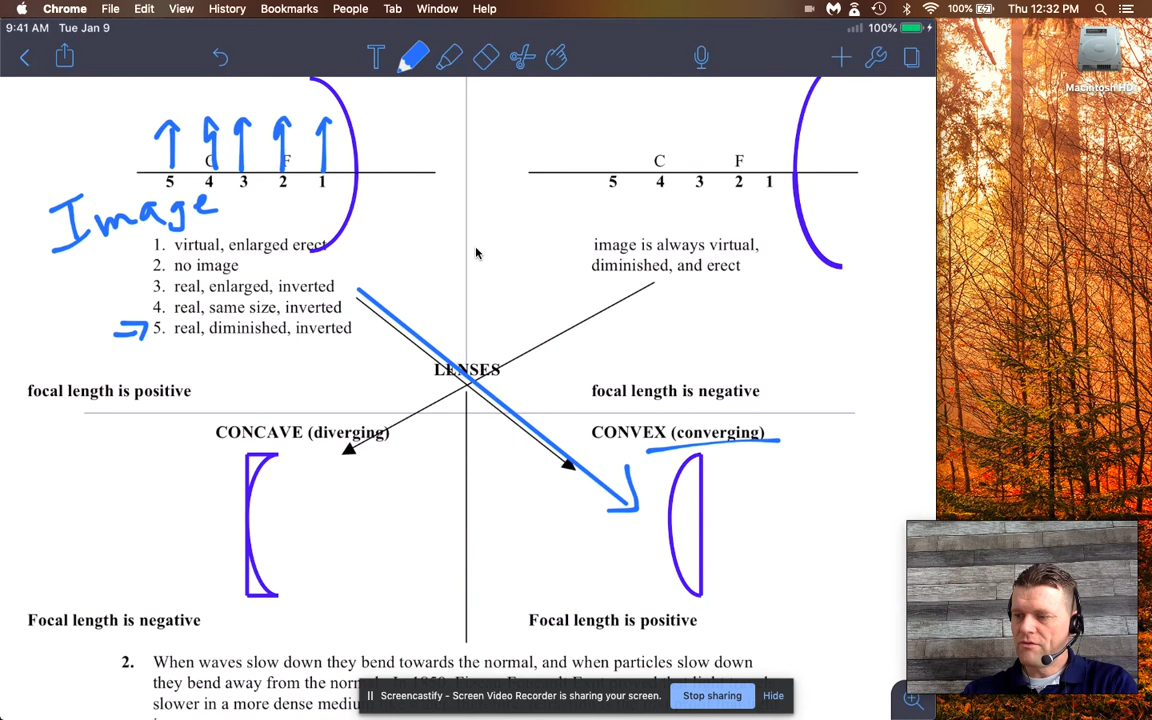 Chrome File Edit View History Bookmarks People Tab Window Help 100% Thu 12:32 PM
9:41 AM Tue Jan 9 100%
Macintosh HD
C F
5 4 3 2 1
C F
5 4 3 2 1
Image
1. virtual, enlarged erect
2. no image
3. real, enlarged, inverted
4. real, same size, inverted
5. real, diminished, inverted
image is always virtual,
diminished, and erect
LENSES
focal length is positive
focal length is negative
CONCAVE (diverging)
CONVEX (converging)
Focal length is negative
Focal length is positive
2. When waves slow down they bend towards the normal, and when particles slow down
they bend away from the
slower in a more dense
Screencastify - Screen Video Recorder is sharing your screen. Stop sharing Hide